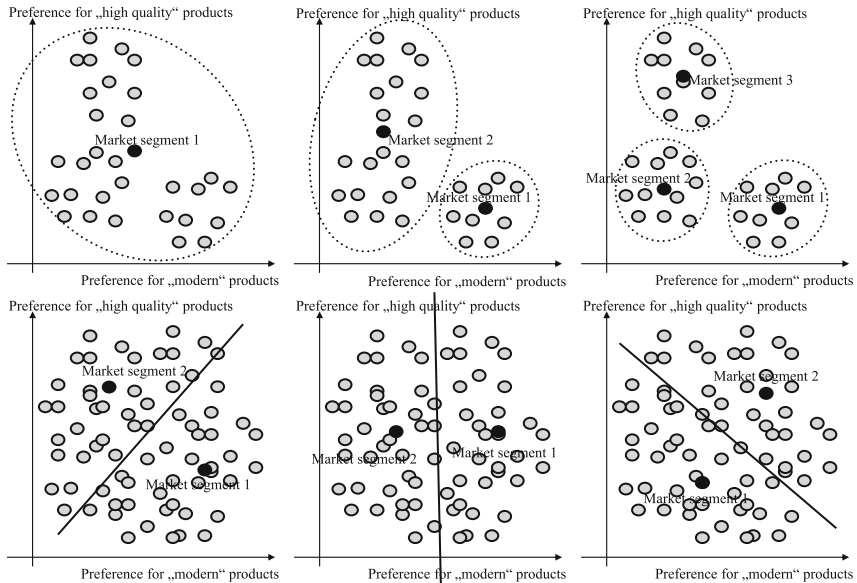 Preference for „high quality“ products
Market segment 1
Preference for „modern“ products
Preference for „high quality“ products
Market segment 2
Market segment 1
Preference for „modern“ products
Preference for „high quality“ products
Market segment 3
Market segment 2
Market segment 1
Preference for „modern“ products
Preference for „high quality“ products
Market segment 2
Market segment 1
Preference for „modern“ products
Preference for „high quality“ products
Market segment 2
Market segment 1
Preference for „modern“ products
Preference for „high quality“ products
Market segment 2
Market segment 1
Preference for „modern“ products